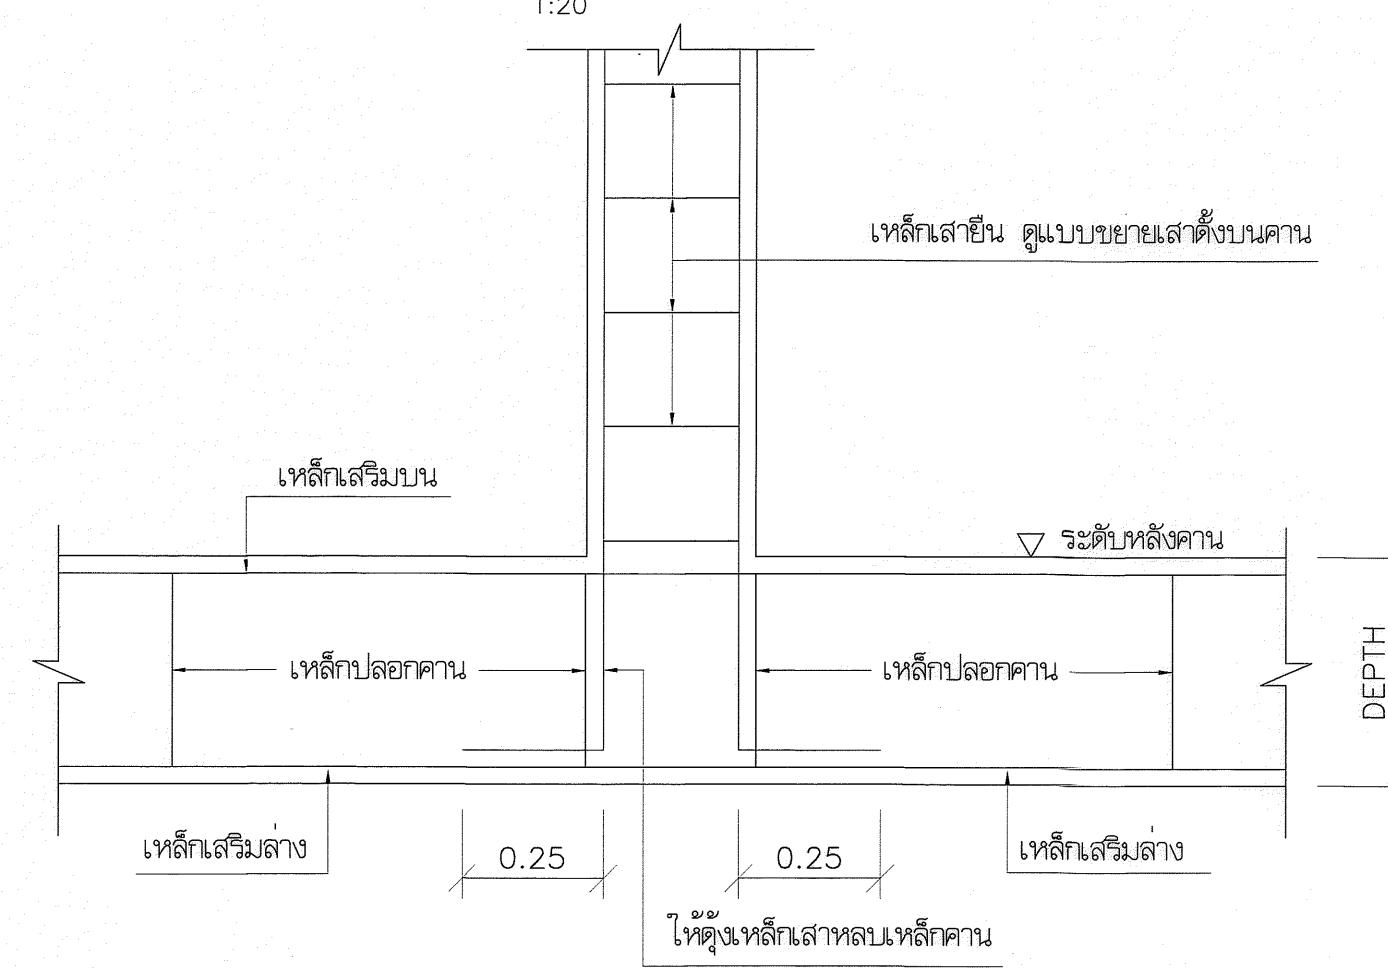 1:20
เหล็กเสายืน ดูแบบขยายเสาตั้งบนคาน
เหล็กเสริมบน
ระดับหลังคาน
เหล็กปลอกคาน
เหล็กปลอกคาน
DEPTH
เหล็กเสริมล่าง
0.25
0.25
เหล็กเสริมล่าง
ให้ดุ้งเหล็กเสาหลบเหล็กคาน